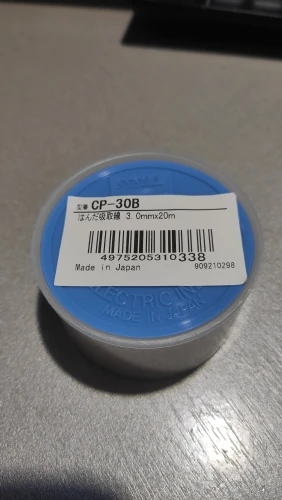 型番 CP-30B
はんだ吸取線 3.0mmx20m
4975205310338
Made in Japan 909210298
ELECTRIC IN
MADE IN JAPAN